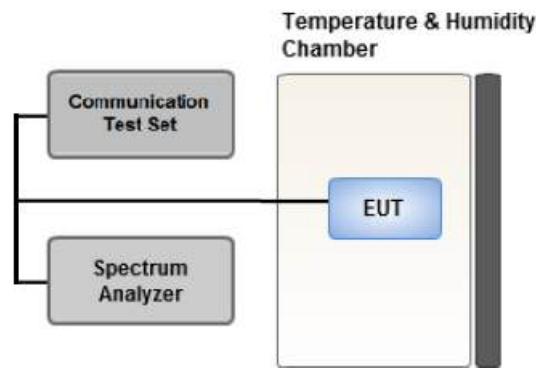 Temperature & Humidity
Chamber
Communication
Test Set
EUT
Spectrum
Analyzer